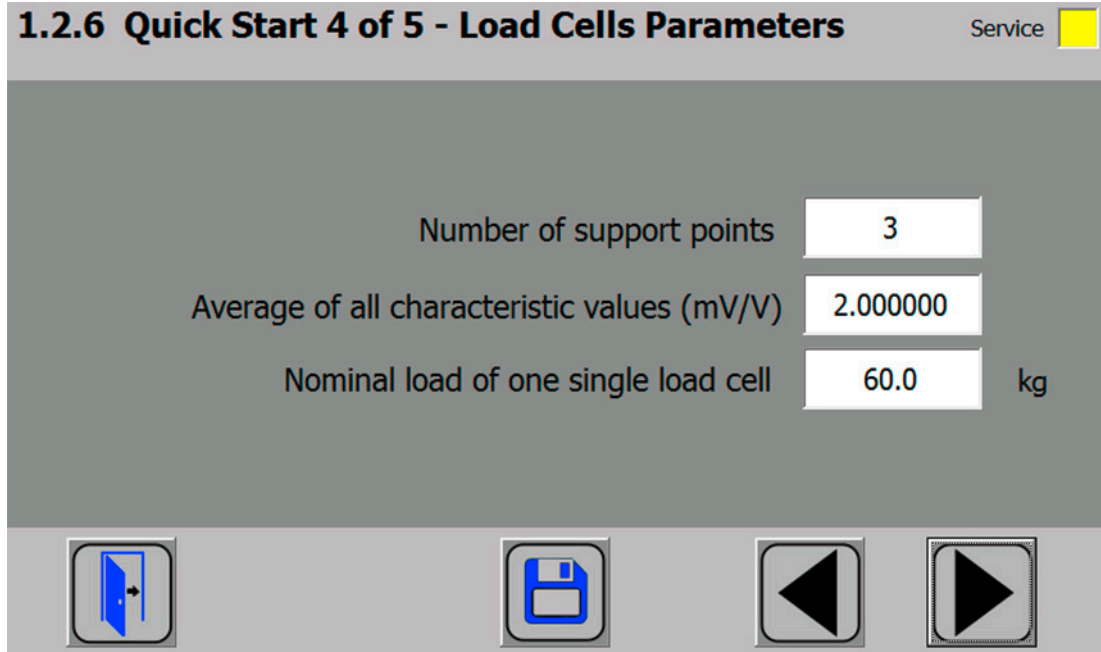 1.2.6 Quick Start 4 of 5 - Load Cells Parameters
Service
Number of support points 3
Average of all characteristic values (mV/V) 2.000000
Nominal load of one single load cell 60.0 kg